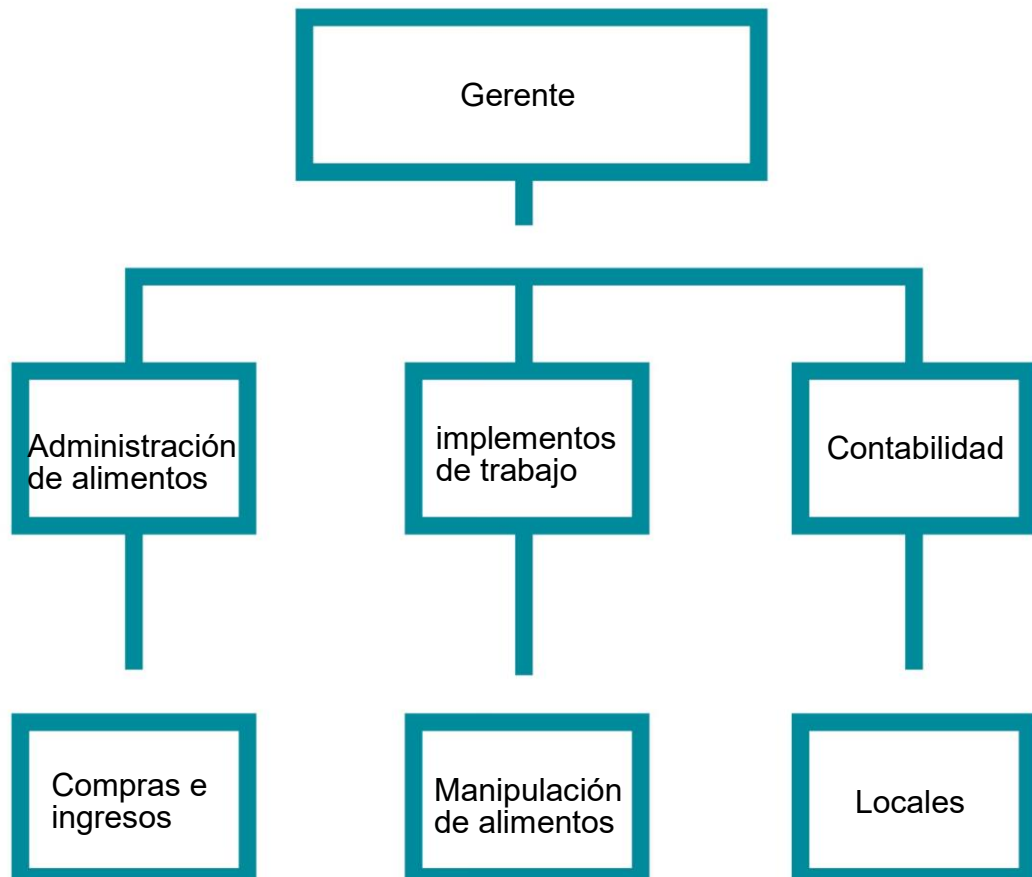 Gerente
Administración
de alimentos
implementos
de trabajo
Contabilidad
Compras e
ingresos
Manipulación
de alimentos
Locales